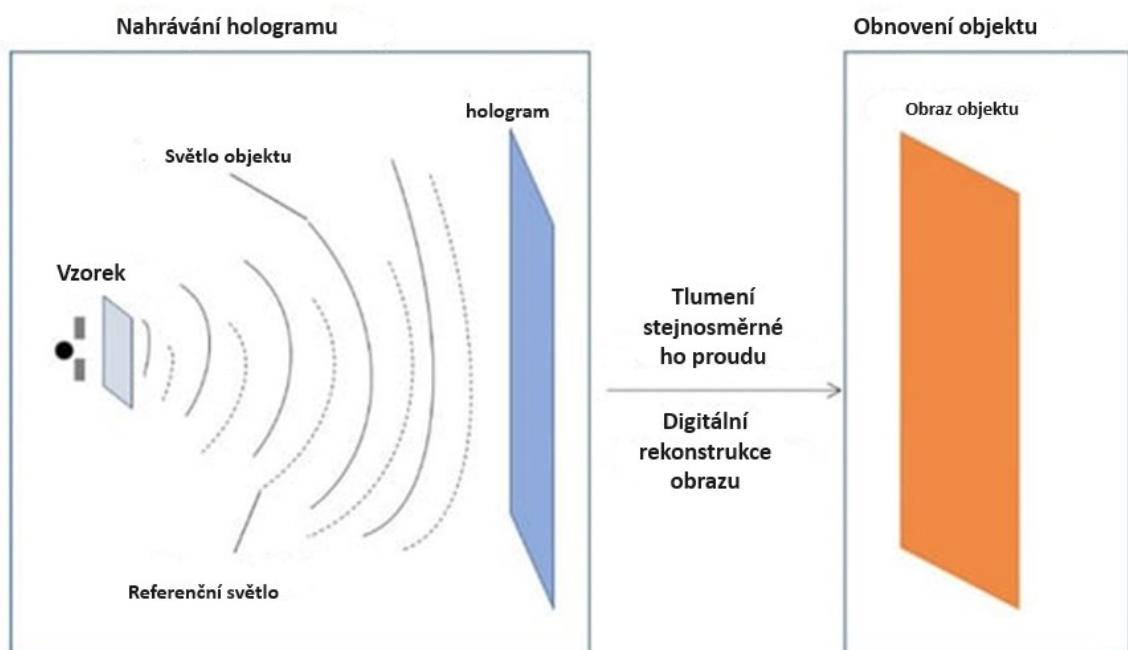 Nahrávání hologramu
Obnovení objektu
hologram
Obraz objektu
Světlo objektu
Vzorek
Tlumení
stejnosměrné
ho proudu
Digitální
rekonstrukce
obrazu
Referenční světlo